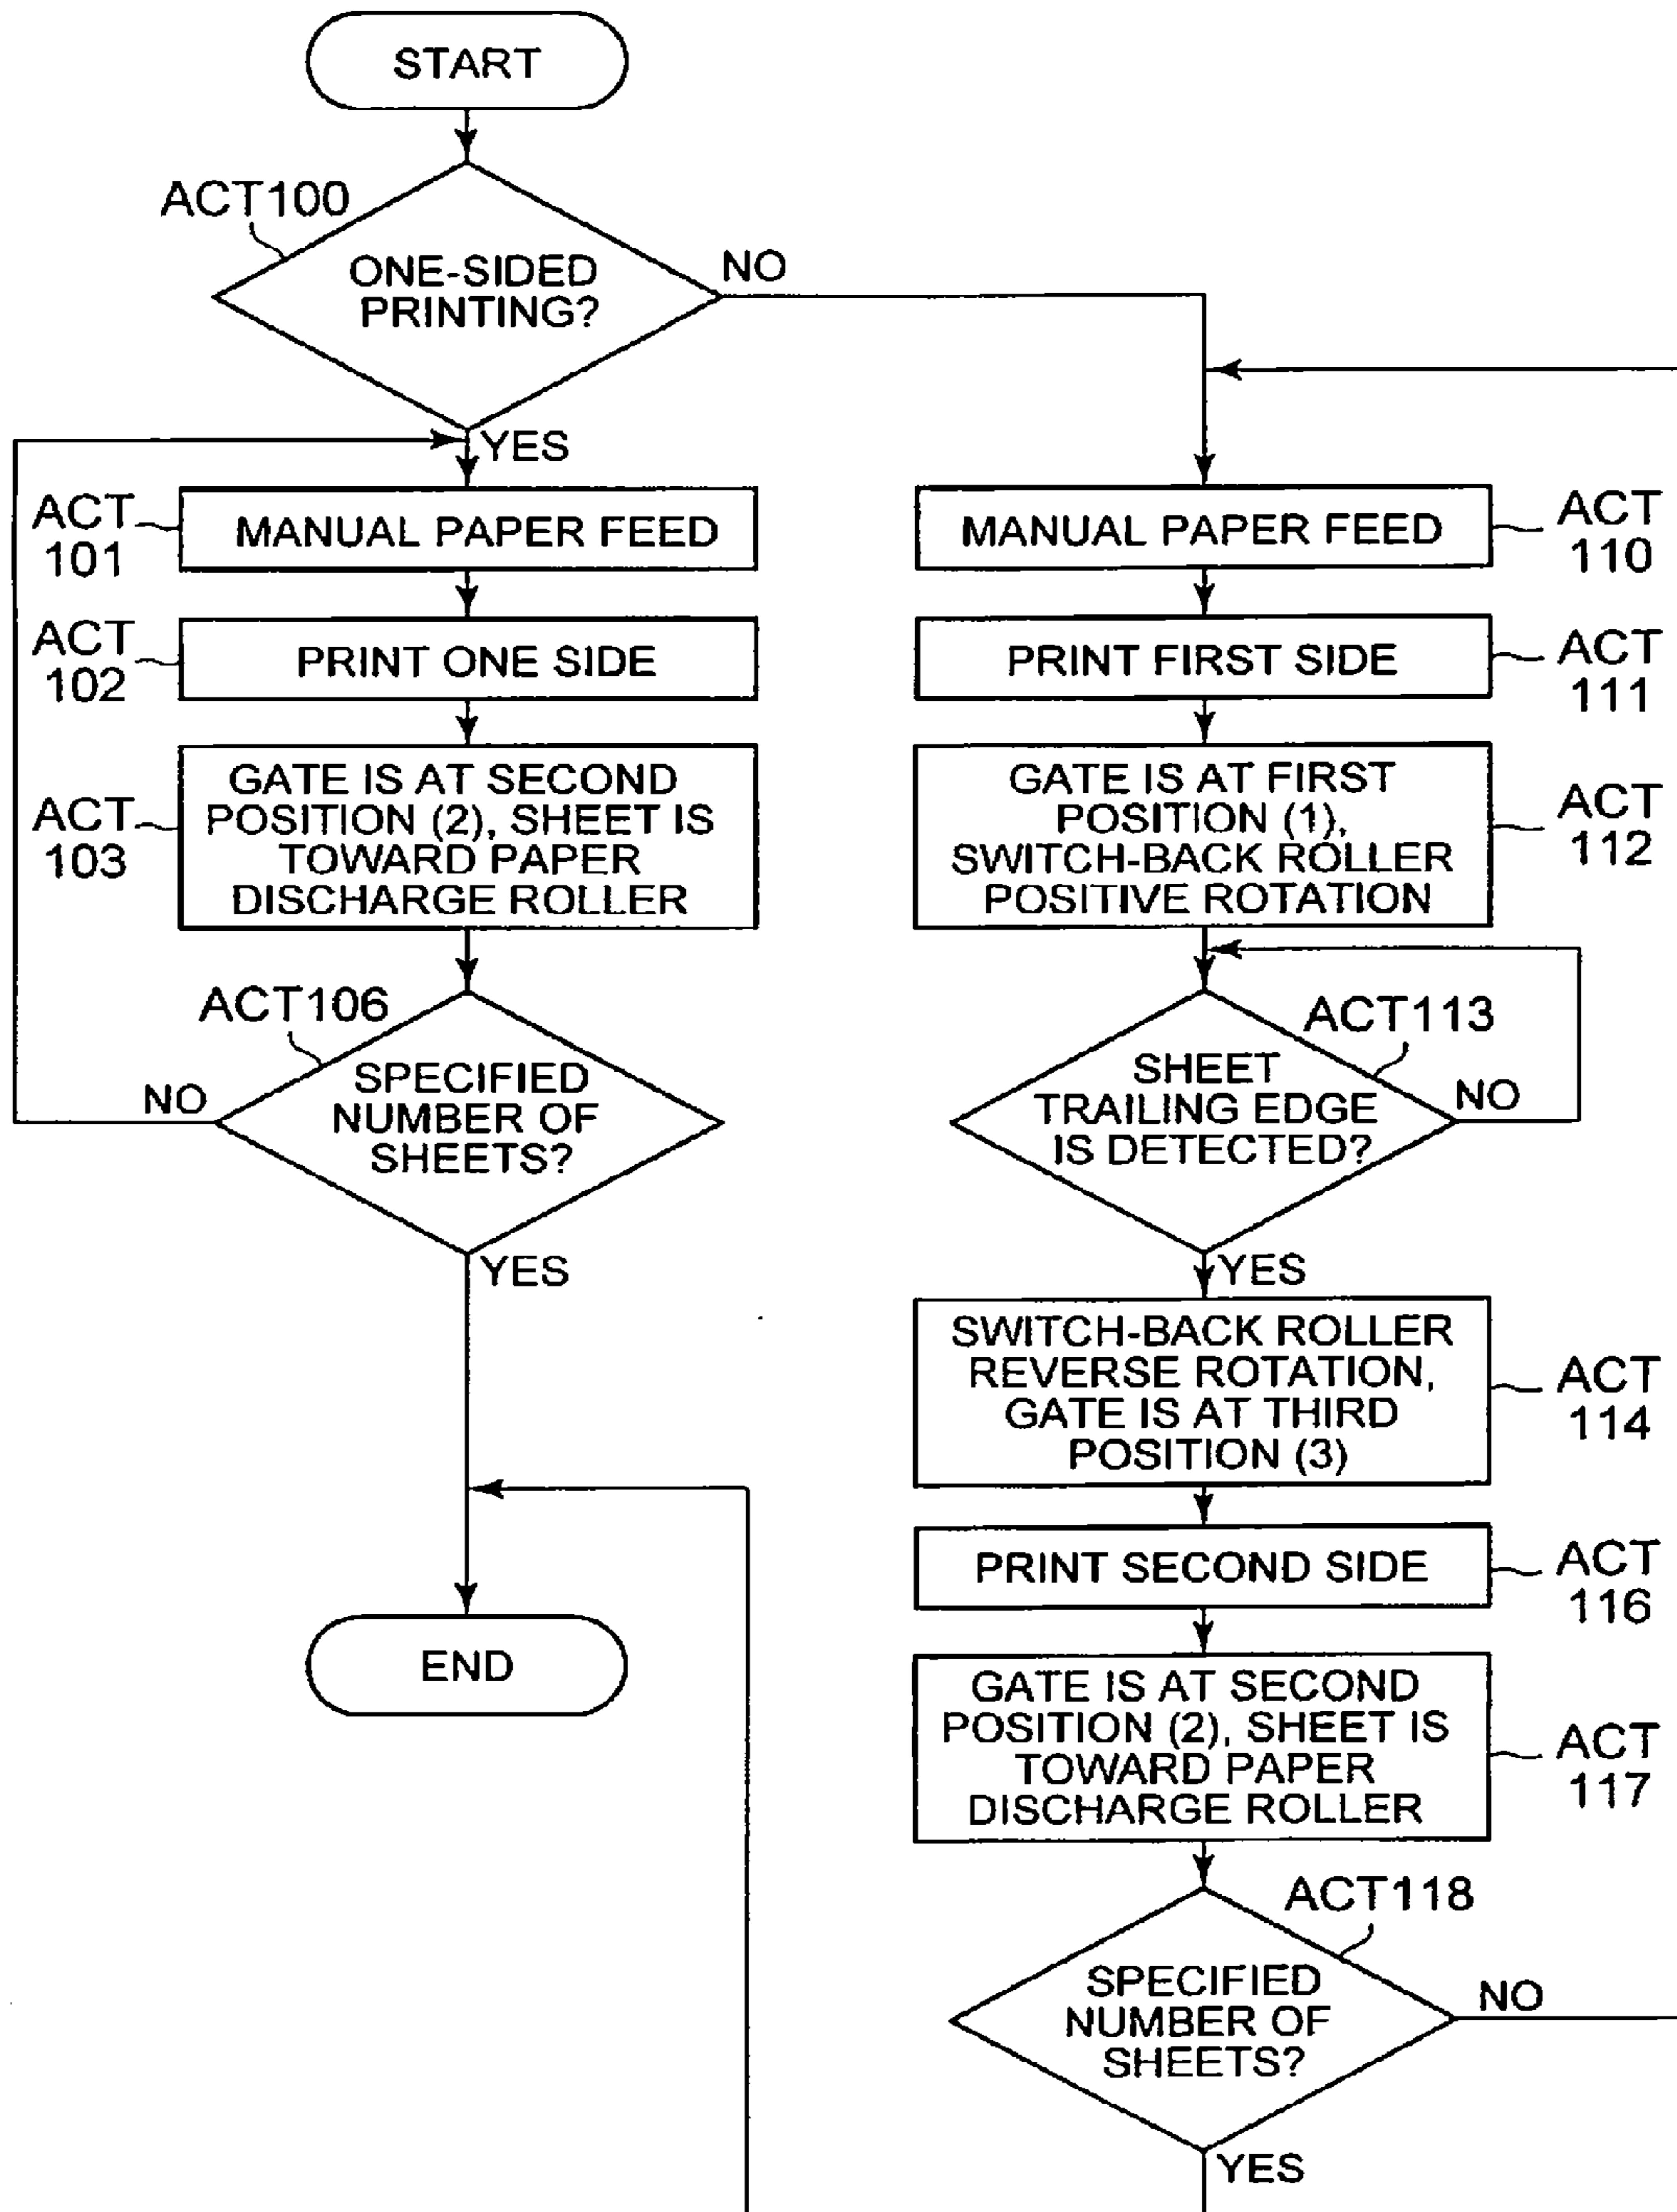 START
ACT100
ONE-SIDED
PRINTING?
NO
YES
ACT
101
MANUAL PAPER FEED
ACT
102
PRINT ONE SIDE
ACT
103
GATE IS AT SECOND
POSITION (2), SHEET IS
TOWARD PAPER
DISCHARGE ROLLER
ACT106
SPECIFIED
NUMBER OF
SHEETS?
NO
YES
END
MANUAL PAPER FEED
ACT
110
PRINT FIRST SIDE
ACT
111
GATE IS AT FIRST
POSITION (1),
SWITCH-BACK ROLLER
POSITIVE ROTATION
ACT
112
ACT113
SHEET
TRAILING EDGE
IS DETECTED?
NO
YES
SWITCH-BACK ROLLER
REVERSE ROTATION,
GATE IS AT THIRD
POSITION (3)
ACT
114
PRINT SECOND SIDE
ACT
116
GATE IS AT SECOND
POSITION (2), SHEET IS
TOWARD PAPER
DISCHARGE ROLLER
ACT
117
ACT118
SPECIFIED
NUMBER OF
SHEETS?
NO
YES